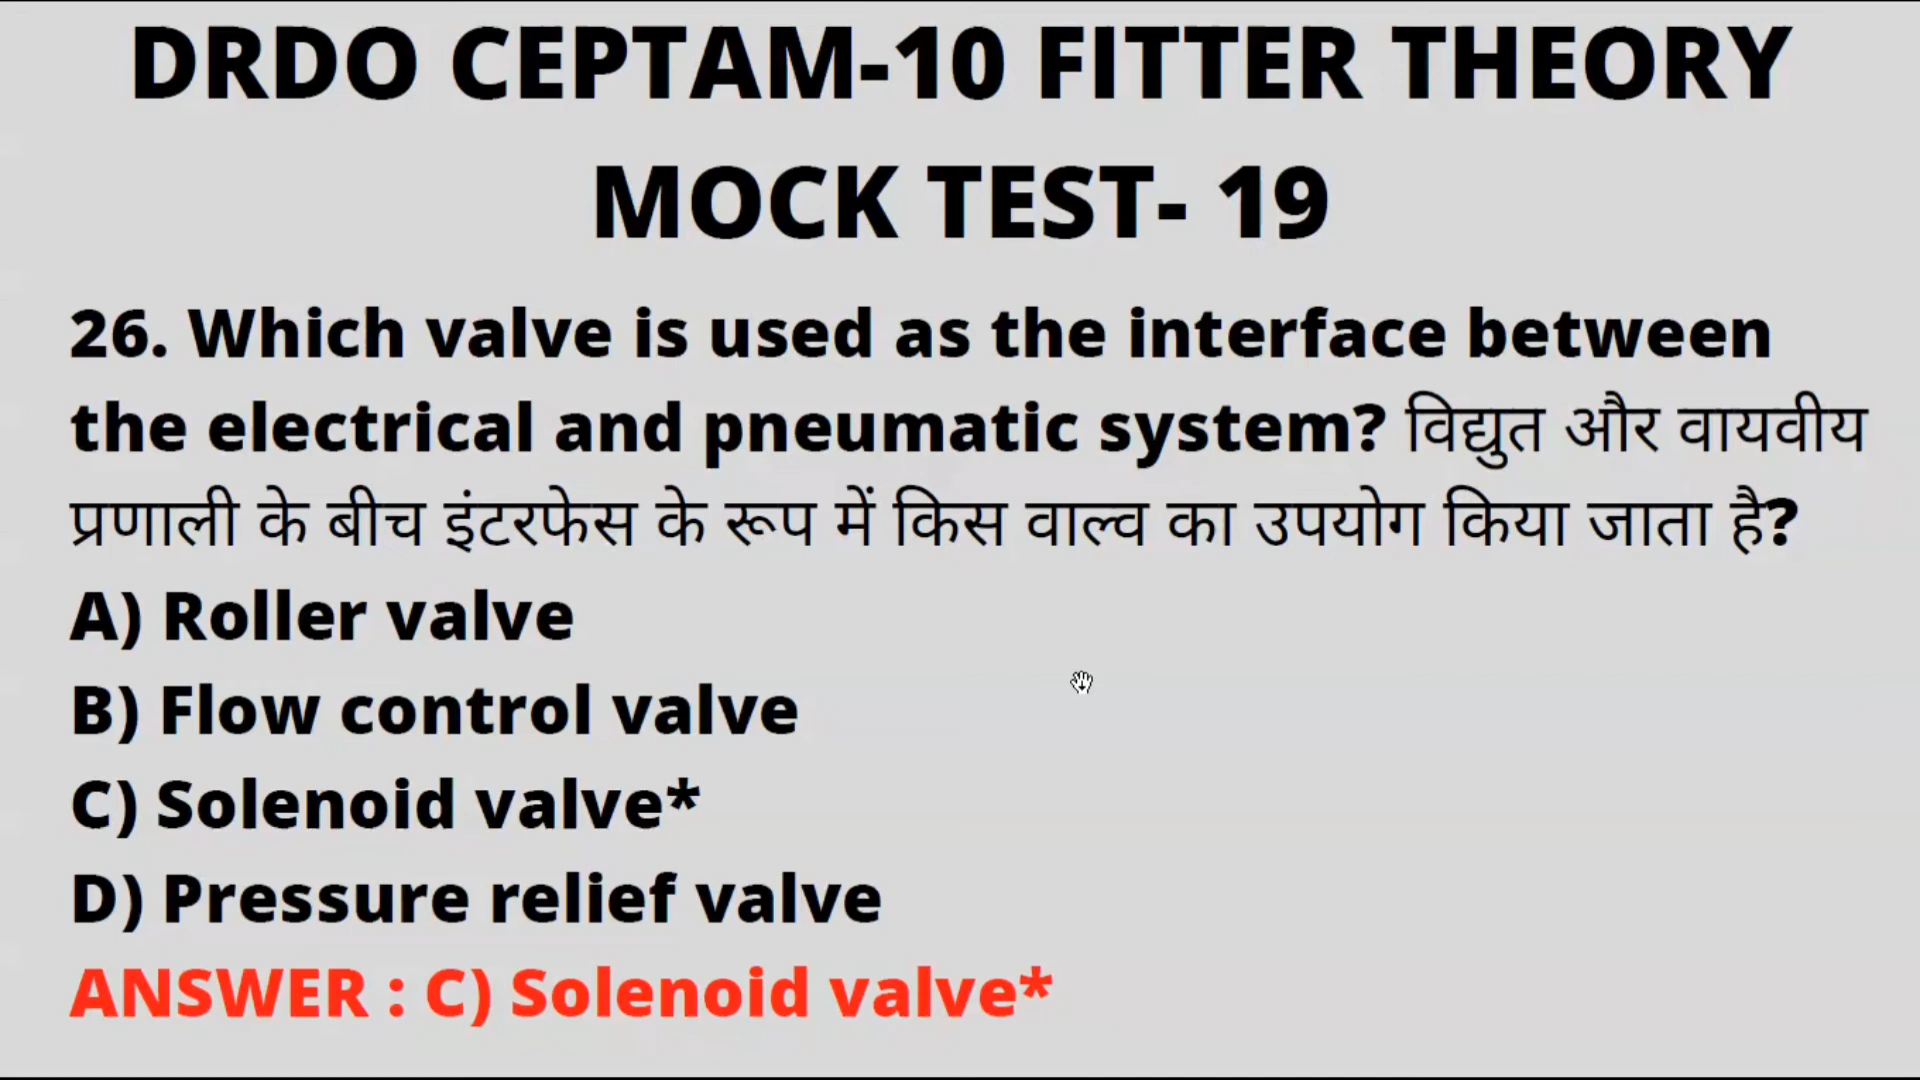 DRDO CEPTAM-10 FITTER THEORY
MOCK TEST- 19
26. Which valve is used as the interface between
the electrical and pneumatic system? विद्युत और वायवीय
प्रणाली के बीच इंटरफेस के रूप में किस वाल्व का उपयोग किया जाता है?
A) Roller valve
B) Flow control valve
C) Solenoid valve*
D) Pressure relief valve
ANSWER : C) Solenoid valve*